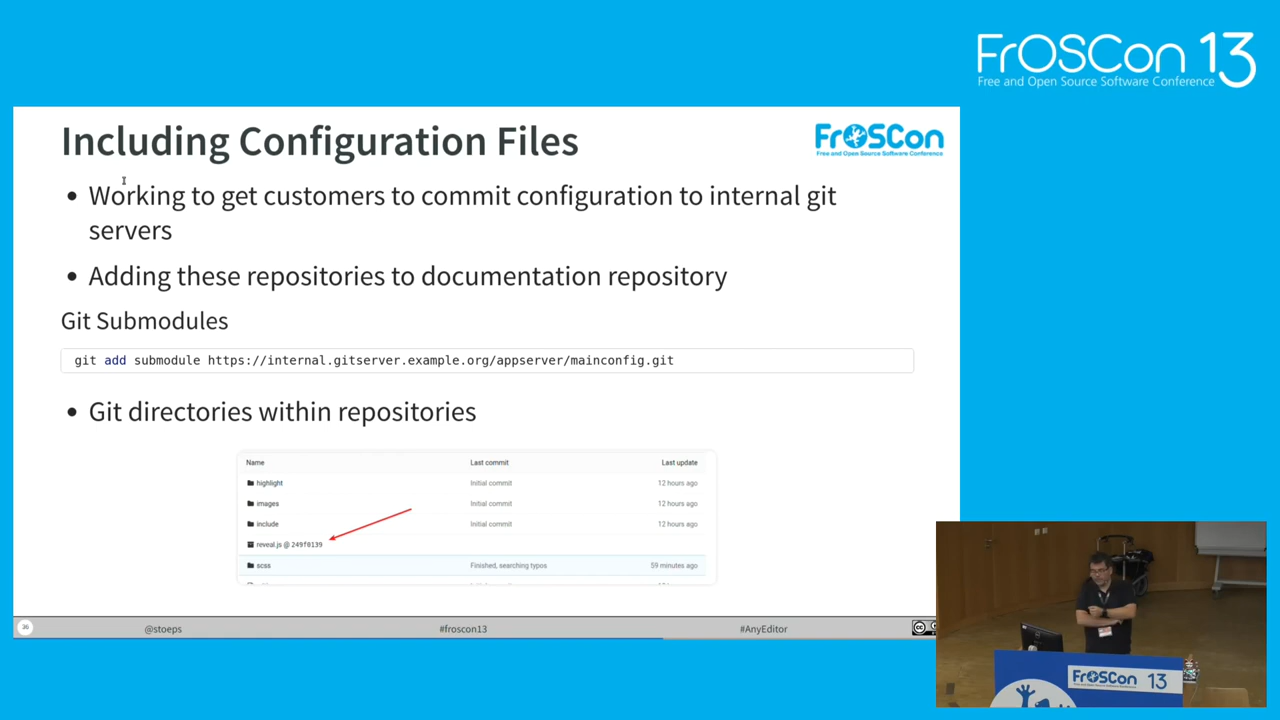 FrOSCon 13
Free and Open Source Software Conference
Including Configuration Files
FrOSCon
Free and Open Source Software Conference
• Working to get customers to commit configuration to internal git
servers
• Adding these repositories to documentation repository
Git Submodules
git add submodule https://internal.gitserver.example.org/appserver/mainconfig.git
• Git directories within repositories
Name Last commit Last update
highlight Initial commit 12 hours ago
images Initial commit 12 hours ago
include Initial commit 12 hours ago
reveal.js @ 249f0139
scss Finished, searching typos 59 minutes ago
36 @stoeps #froscon13 #AnyEditor
FrOSCon 13